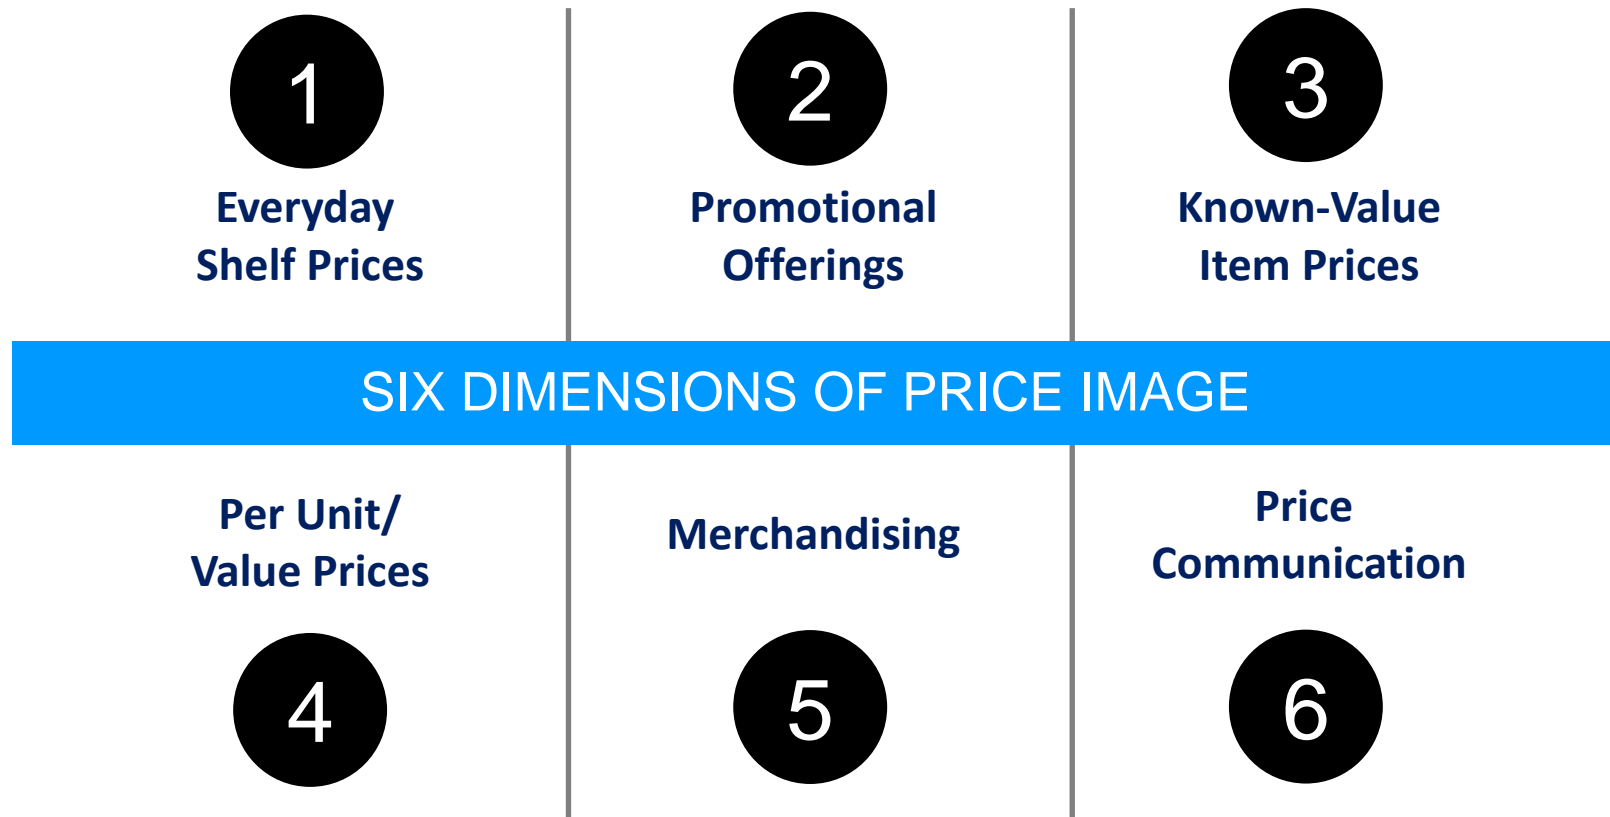 1
Everyday
Shelf Prices
2
Promotional
Offerings
3
Known-Value
Item Prices
SIX DIMENSIONS OF PRICE IMAGE
Per Unit/
Value Prices
4
Merchandising
5
Price
Communication
6